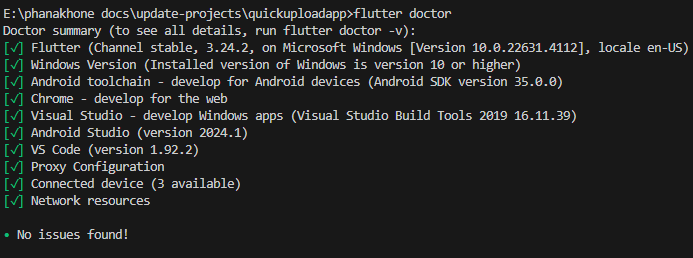 E:\phanakhone docs\update-projects\quickuploadapp>flutter doctor
Doctor summary (to see all details, run flutter doctor -v):
[√] Flutter (Channel stable, 3.24.2, on Microsoft Windows [Version 10.0.22631.4112], locale en-US)
[√] Windows Version (Installed version of Windows is version 10 or higher)
[√] Android toolchain - develop for Android devices (Android SDK version 35.0.0)
[√] Chrome - develop for the web
[√] Visual Studio - develop Windows apps (Visual Studio Build Tools 2019 16.11.39)
[√] Android Studio (version 2024.1)
[√] VS Code (version 1.92.2)
[√] Proxy Configuration
[√] Connected device (3 available)
[√] Network resources
• No issues found!